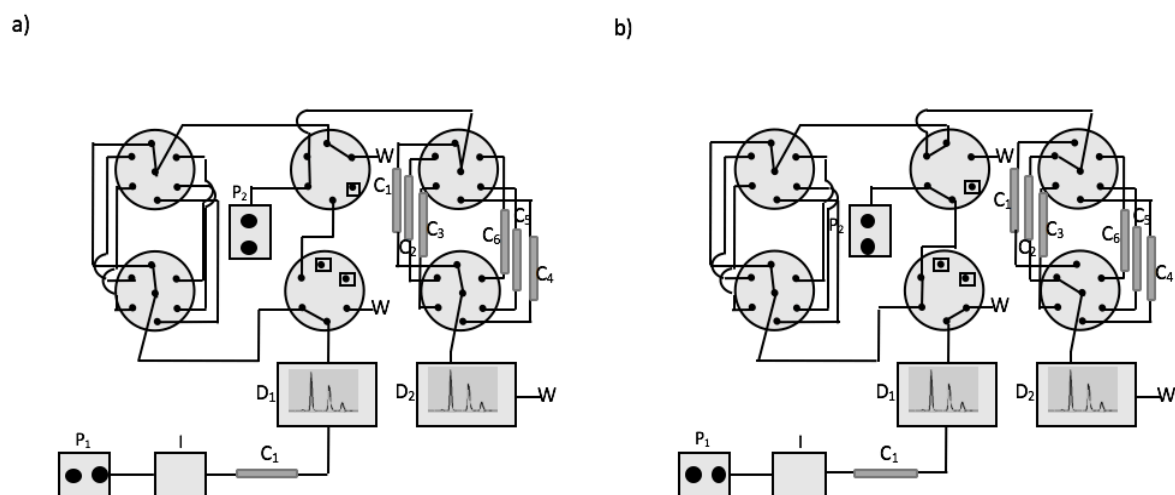 a)
W
P₂
C₁
C₂
C₃
C₆
C₅
C₄
W
D₁
D₂
W
P₁
I
C₁
b)
W
P₂
C₁
C₂
C₃
C₆
C₅
C₄
W
D₁
D₂
W
P₁
I
C₁